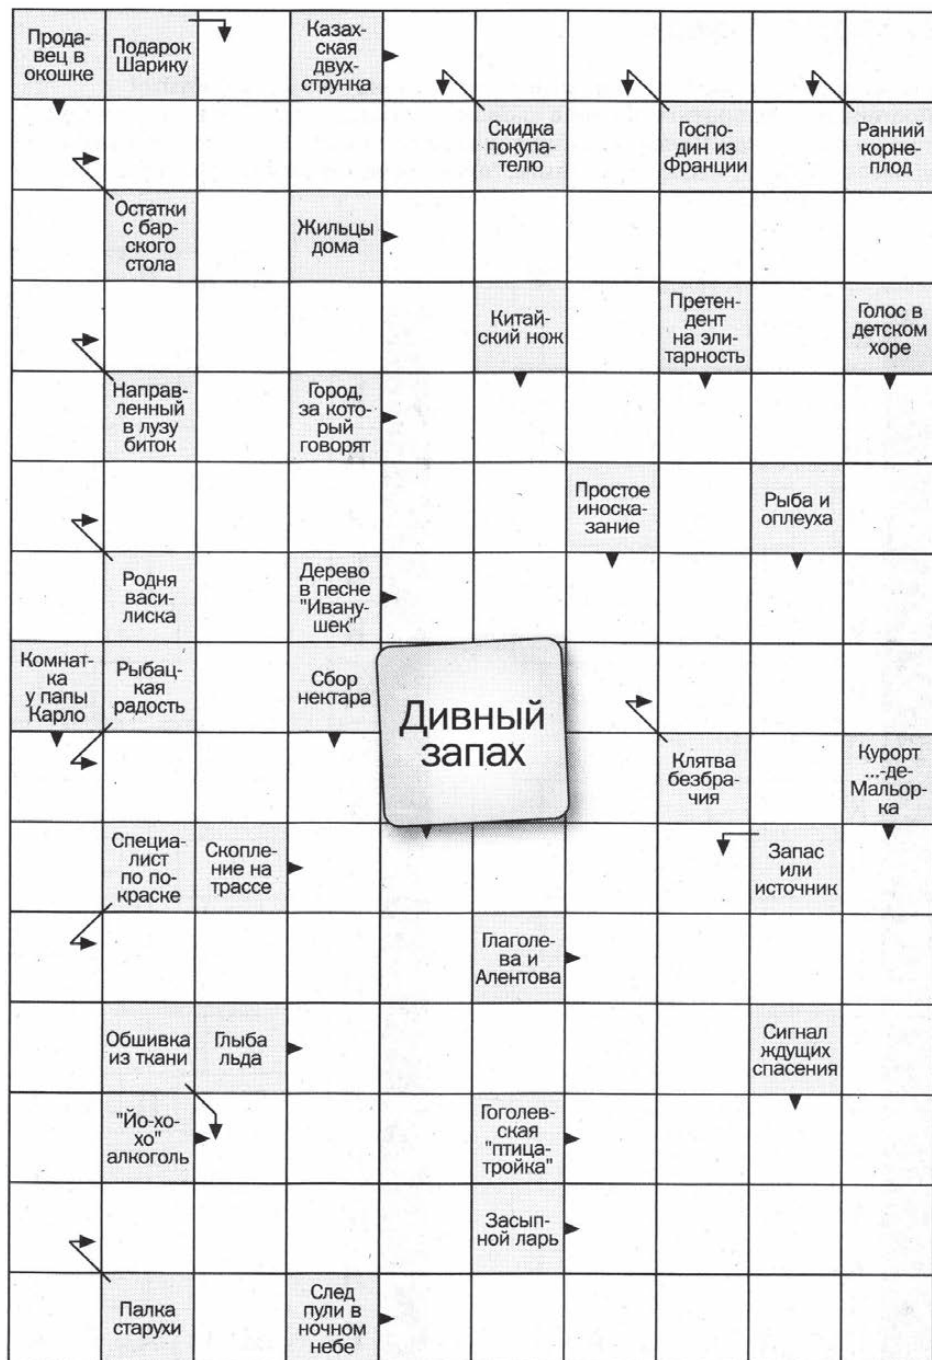 Прода-
вец в
окошке
Подарок
Шарику
Казах-
ская
двух-
струнка
Скидка
покупа-
телю
Госпо-
дин из
Франции
Ранний
корне-
плод
Остатки
с бар-
ского
стола
Жильцы
дома
Китай-
ский нож
Претен-
дент
на эли-
тарность
Голос в
детском
хоре
Направ-
ленный
в лузу
биток
Город,
за кото-
рый
говорят
Простое
иноска-
зание
Рыба и
оплеуха
Родня
васи-
лиска
Дерево
в песне
"Ивану-
шек"
Комнат-
ка
у папы
Карло
Рыбац-
кая
радость
Сбор
нектара
Дивный
запах
Клятва
безбра-
чия
Курорт
...-де-
Мальор-
ка
Специа-
лист
по по-
краске
Скопле-
ние на
трассе
Запас
или
источник
Глаголе-
ва и
Алентова
Обшивка
из ткани
Глыба
льда
Сигнал
ждущих
спасения
"Йо-хо-
хо"
алкоголь
Гоголев-
ская
"птица-
тройка"
Засып-
ной ларь
Палка
старухи
След
пули в
ночном
небе